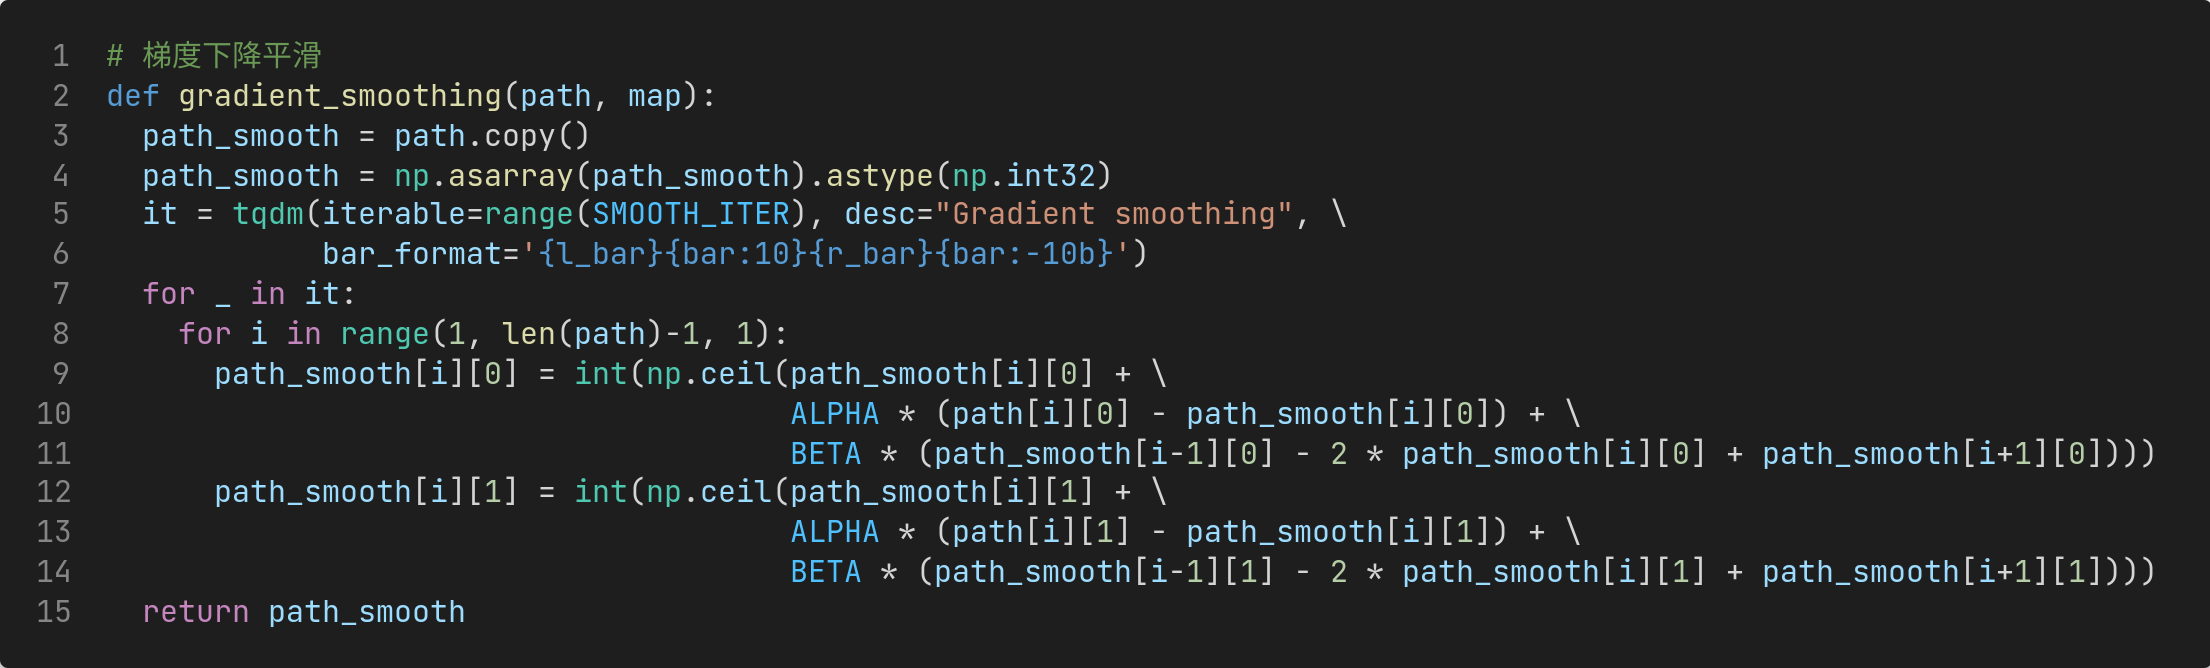 1 # 梯度下降平滑
2 def gradient_smoothing(path, map):
3   path_smooth = path.copy()
4   path_smooth = np.asarray(path_smooth).astype(np.int32)
5   it = tqdm(iterable=range(SMOOTH_ITER), desc="Gradient smoothing", \
6             bar_format='{l_bar}{bar:10}{r_bar}{bar:-10b}')
7   for _ in it:
8     for i in range(1, len(path)-1, 1):
9       path_smooth[i][0] = int(np.ceil(path_smooth[i][0] + \
10                                       ALPHA * (path[i][0] - path_smooth[i][0]) + \
11                                       BETA * (path_smooth[i-1][0] - 2 * path_smooth[i][0] + path_smooth[i+1][0])))
12       path_smooth[i][1] = int(np.ceil(path_smooth[i][1] + \
13                                       ALPHA * (path[i][1] - path_smooth[i][1]) + \
14                                       BETA * (path_smooth[i-1][1] - 2 * path_smooth[i][1] + path_smooth[i+1][1])))
15   return path_smooth